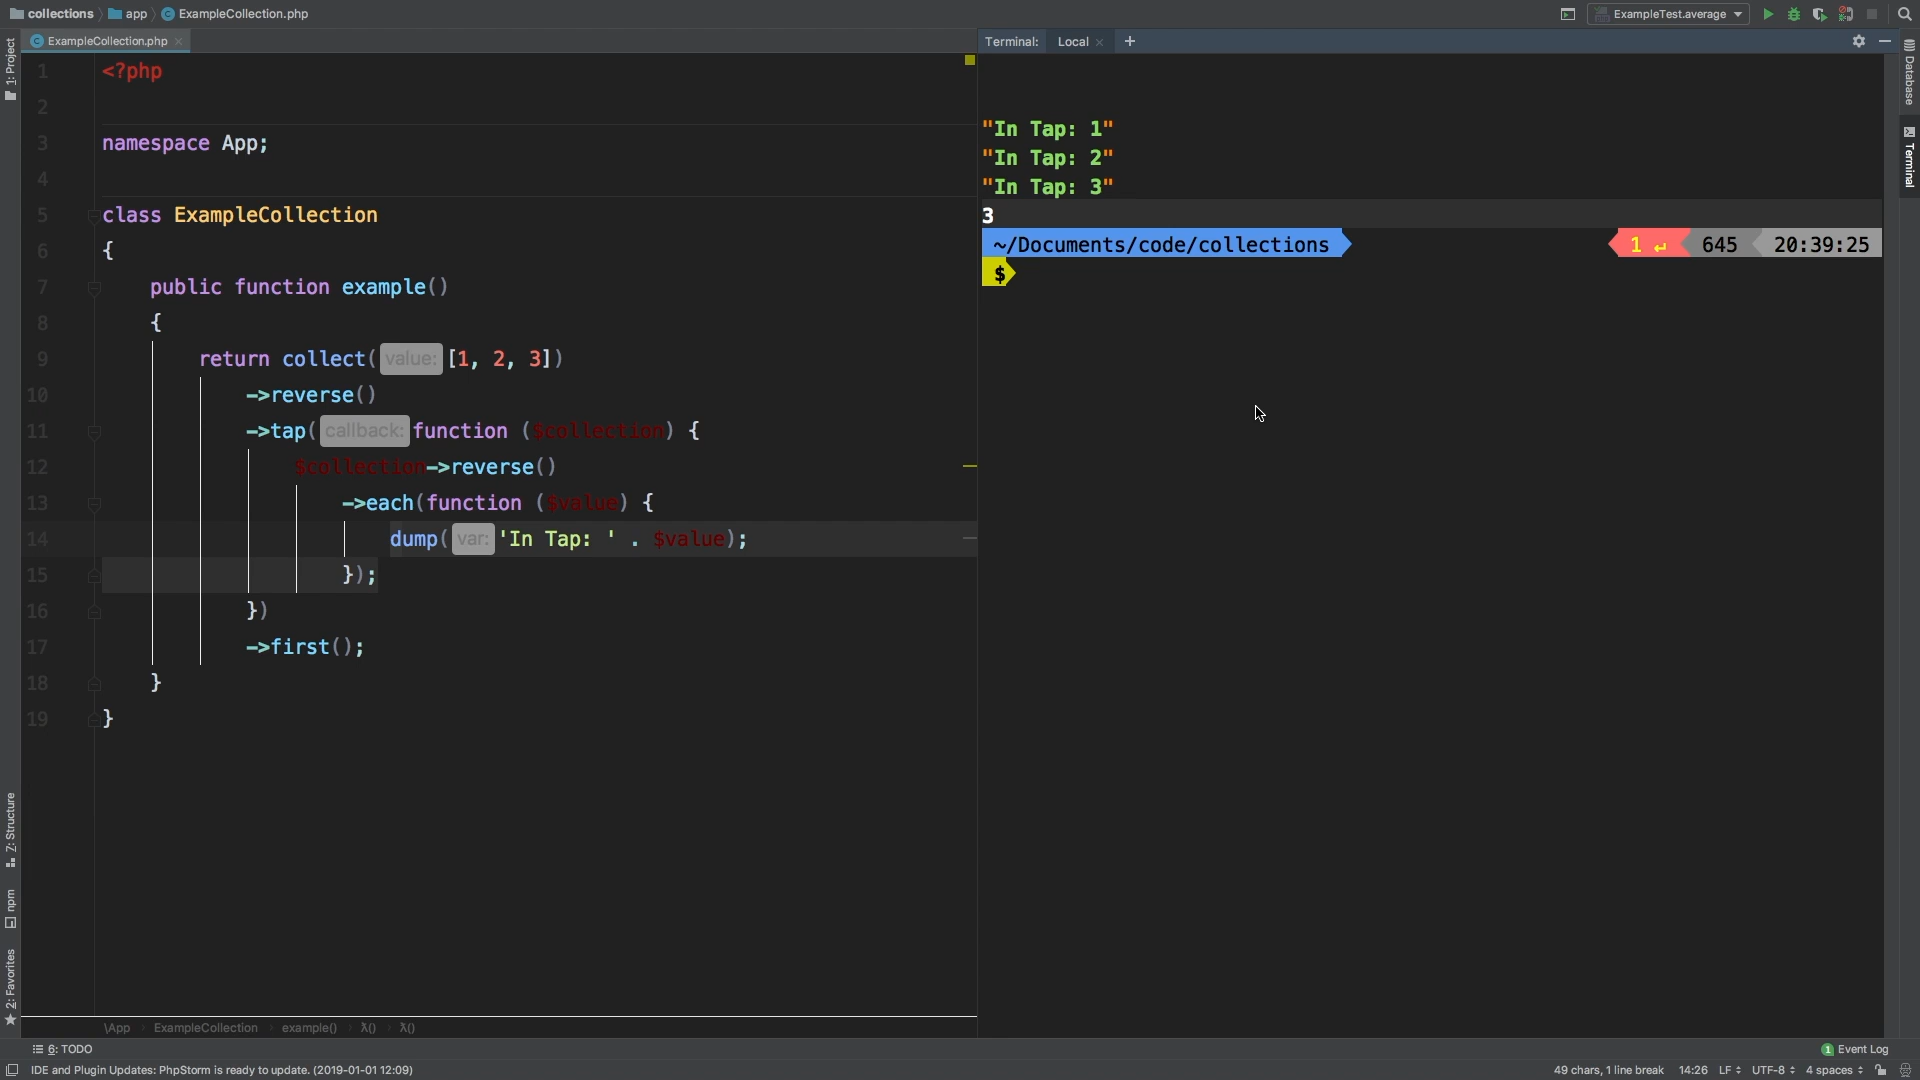 collections app ExampleCollection.php ExampleTest.average
1: Project
ExampleCollection.php
Terminal: Local +
Database
Terminal
1 <?php
2
3 namespace App;
4
5 class ExampleCollection
6 {
7 public function example()
8 {
9 return collect( value: [1, 2, 3])
10 ->reverse()
11 ->tap( callback: function ($collection) {
12 $collection->reverse()
13 ->each(function ($value) {
14 dump( var: 'In Tap: ' . $value);
15 });
16 })
17 ->first();
18 }
19 }
"In Tap: 1"
"In Tap: 2"
"In Tap: 3"
3
~/Documents/code/collections 1 ↵ 645 20:39:25
$
Z: Structure
npm
2: Favorites
\App ExampleCollection example() λ() λ()
6: TODO
1 Event Log
IDE and Plugin Updates: PhpStorm is ready to update. (2019-01-01 12:09) 49 chars, 1 line break 14:26 LF UTF-8 4 spaces